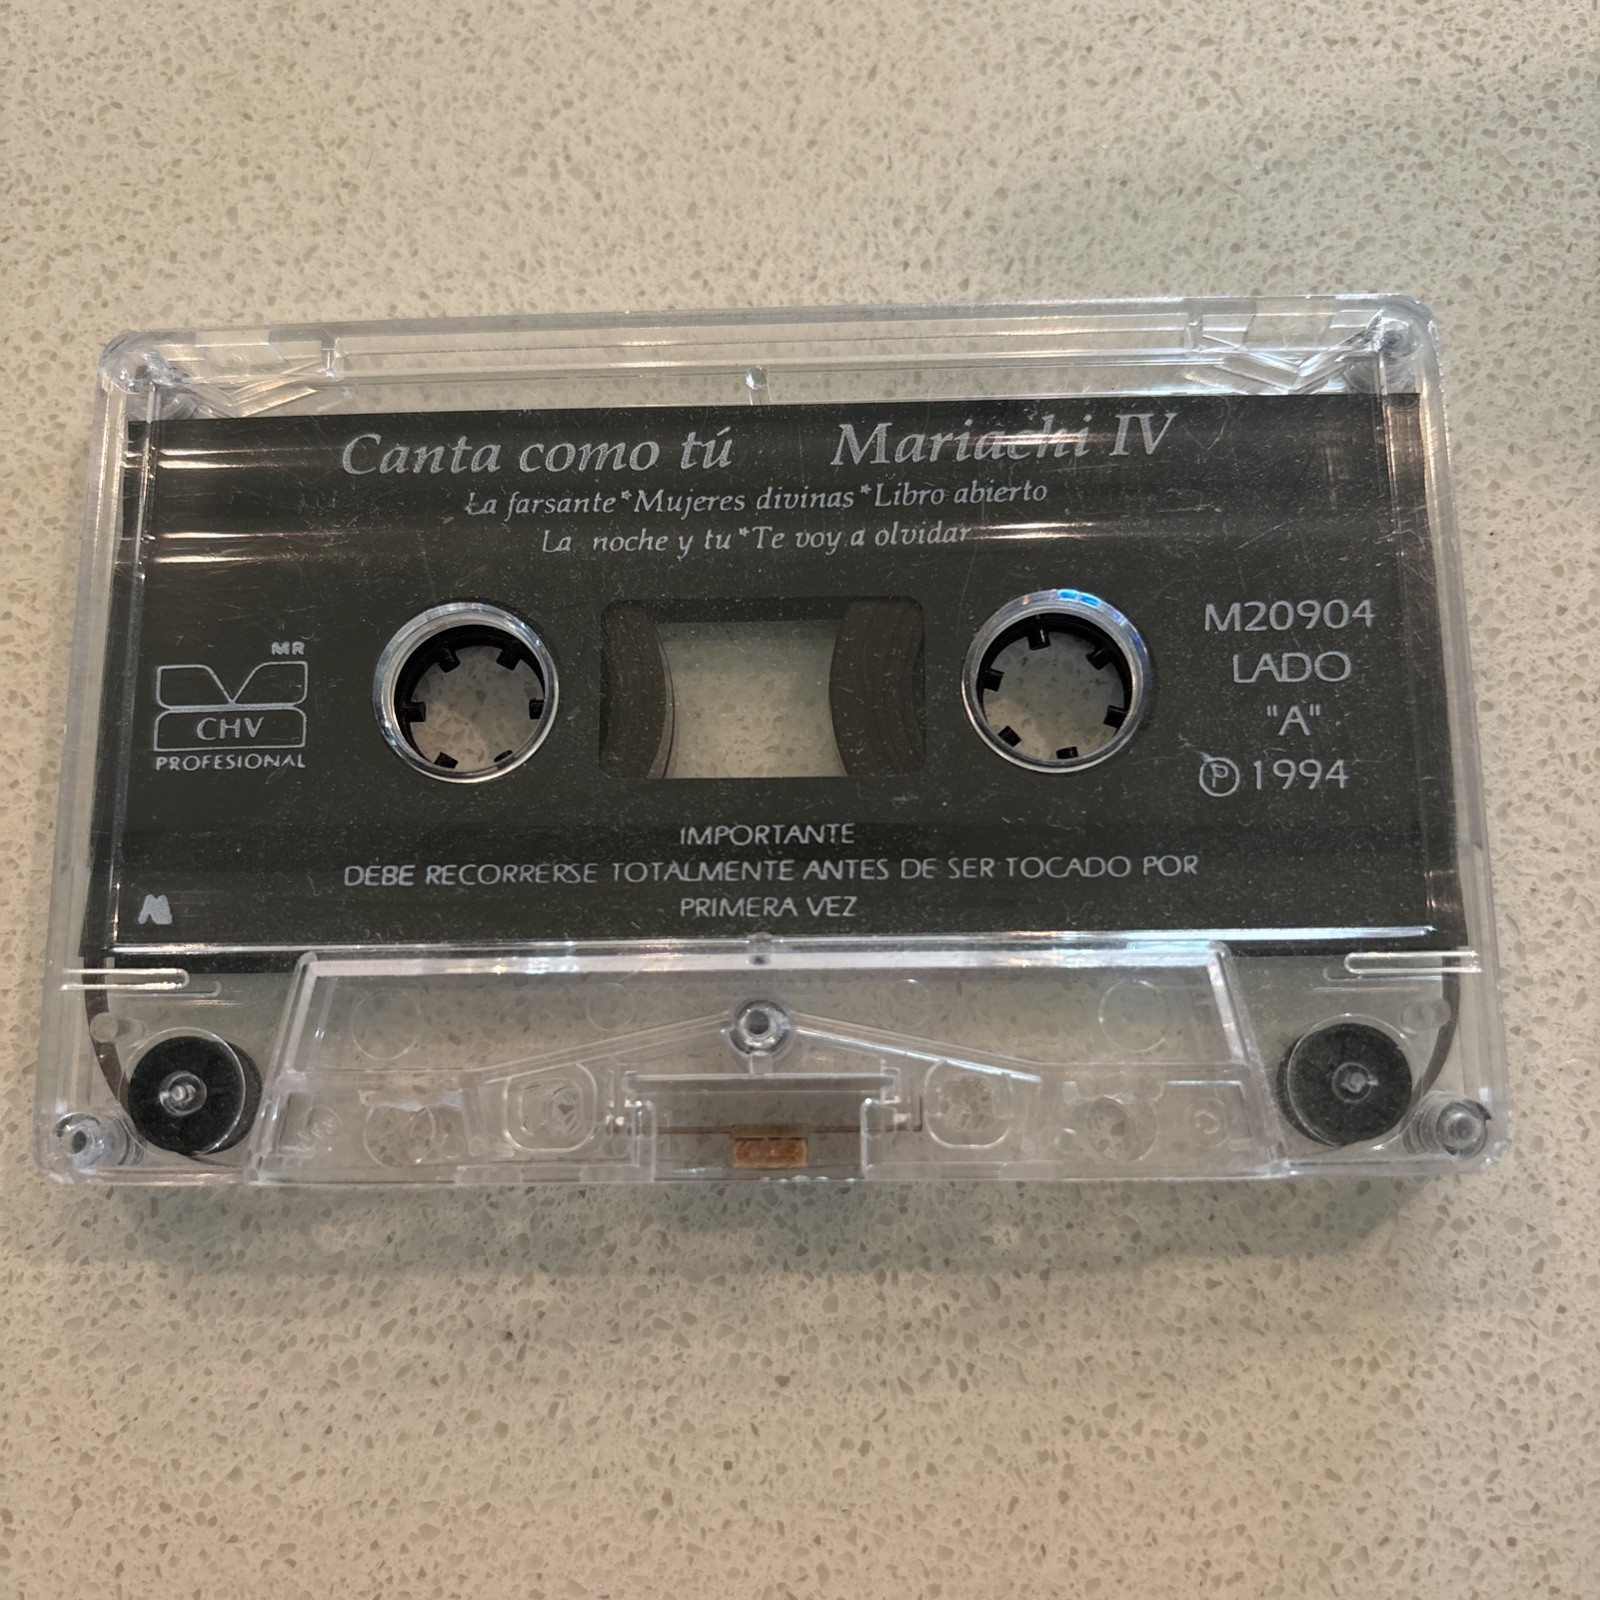 Canta como tú Mariachi IV
La farsante*Mujeres divinas*Libro abierto
La noche y tu*Te voy a olvidar
MR
CHV
PROFESIONAL
M20904
LADO
"A"
Ⓟ 1994
IMPORTANTE
DEBE RECORRERSE TOTALMENTE ANTES DE SER TOCADO POR
PRIMERA VEZ
M